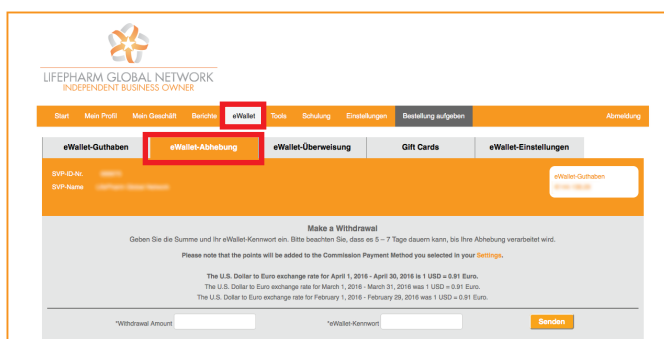 LIFEPHARM GLOBAL NETWORK
INDEPENDENT BUSINESS OWNER
Start Mein Profil Mein Geschäft Berichte eWallet Tools Schulung Einstellungen Bestellung aufgeben Abmeldung
eWallet-Guthaben eWallet-Abhebung eWallet-Überweisung Gift Cards eWallet-Einstellungen
SVP-ID-Nr.
SVP-Name
eWallet-Guthaben
Make a Withdrawal
Geben Sie die Summe und Ihr eWallet-Kennwort ein. Bitte beachten Sie, dass es 5 – 7 Tage dauern kann, bis Ihre Abhebung verarbeitet wird.
Please note that the points will be added to the Commission Payment Method you selected in your Settings.
The U.S. Dollar to Euro exchange rate for April 1, 2016 - April 30, 2016 is 1 USD = 0.91 Euro.
The U.S. Dollar to Euro exchange rate for March 1, 2016 - March 31, 2016 was 1 USD = 0.91 Euro.
The U.S. Dollar to Euro exchange rate for February 1, 2016 - February 29, 2016 was 1 USD = 0.91 Euro.
*Withdrawal Amount *eWallet-Kennwort Senden